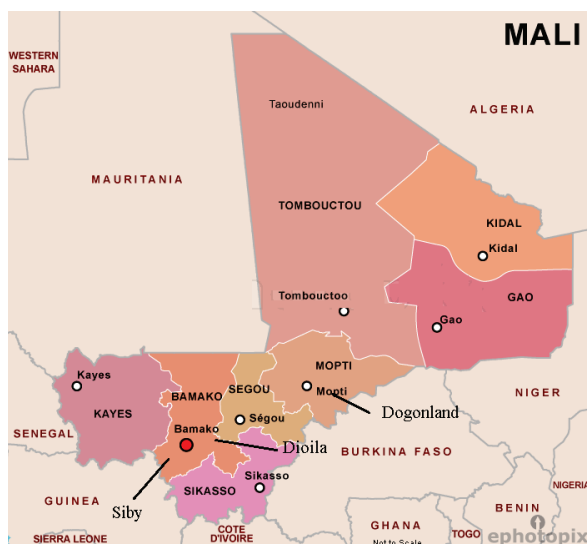 MALI
WESTERN
SAHARA
Taoudenni
ALGERIA
MAURITANIA
TOMBOUCTOU
KIDAL
Kidal
Tombouctoo
GAO
Gao
MOPTI
Mopti
Kayes
BAMAKO
SEGOU
NIGER
KAYES
Ségou
Dogonland
Bamako
SENEGAL
Dioila
BURKINA FASO
Sikasso
SIKASSO
NIGERIA
GUINEA
Siby
BENIN
GHANA
TOGO
COTE
D'IVOIRE
SIERRA LEONE
Not to Scale
ephotopix